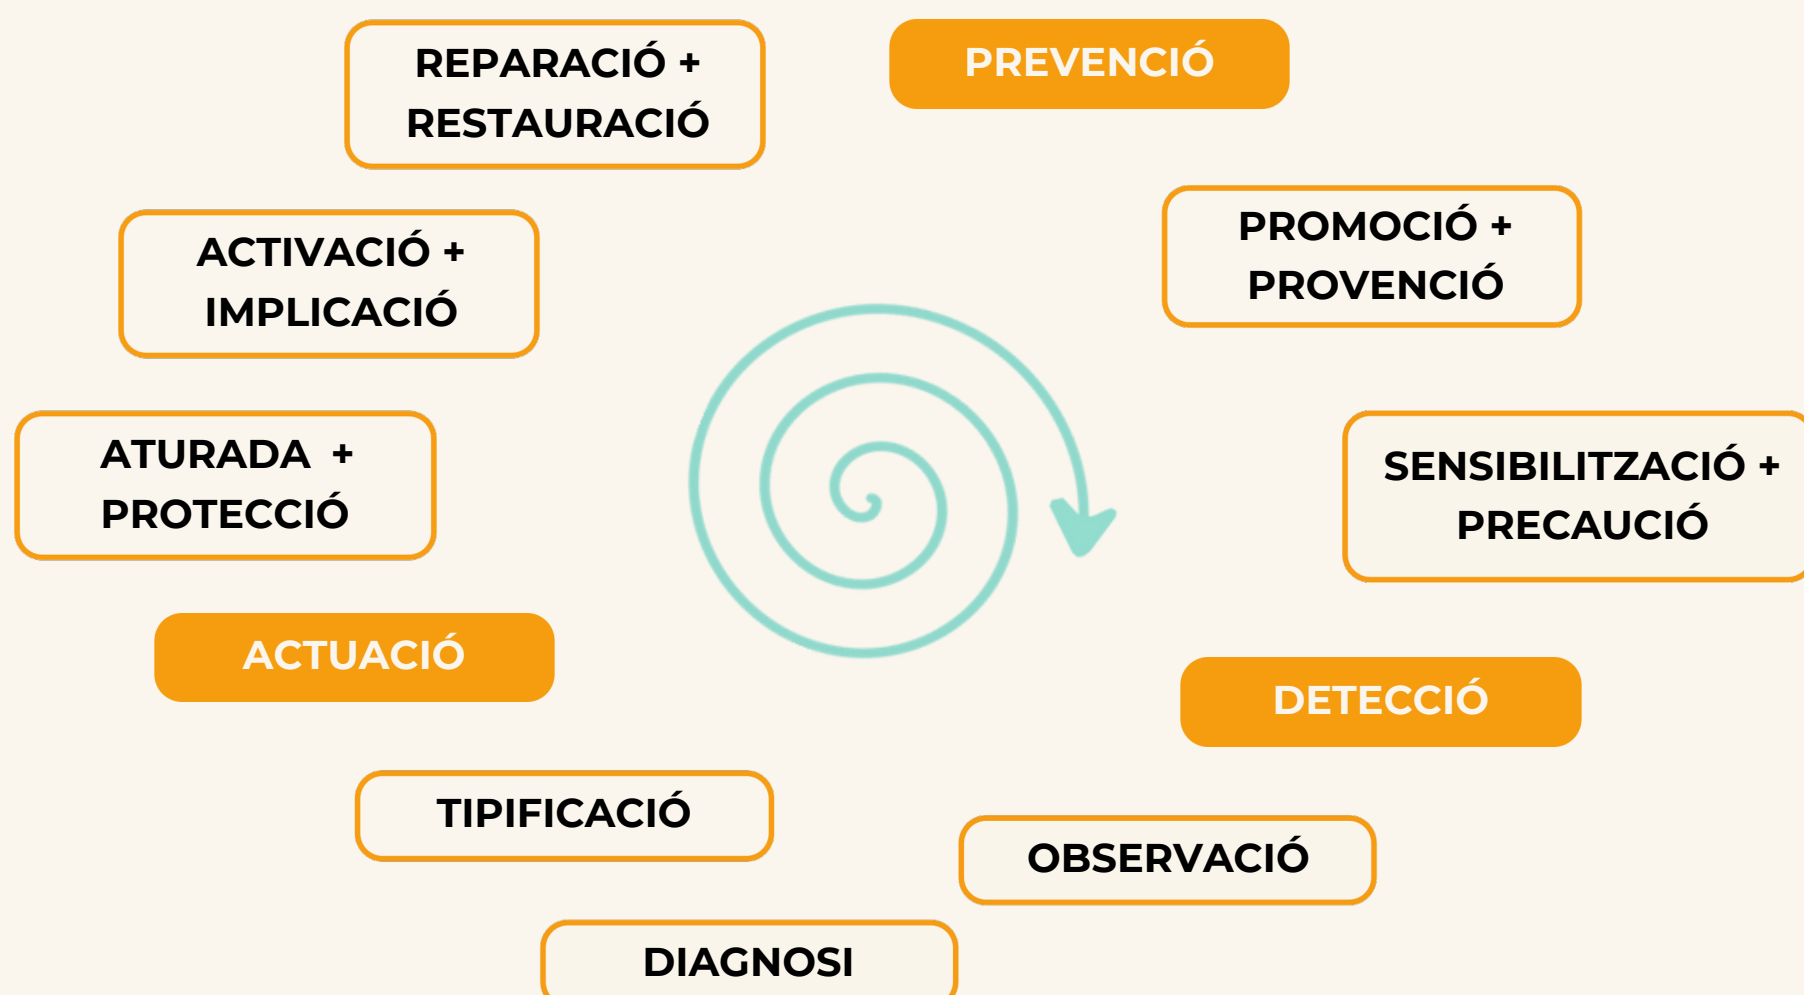 REPARACIÓ +
RESTAURACIÓ
PREVENCIÓ
PROMOCIÓ +
PROVENCIÓ
ACTIVACIÓ +
IMPLICACIÓ
ATURADA +
PROTECCIÓ
SENSIBILITZACIÓ +
PRECAUCIÓ
ACTUACIÓ
DETECCIÓ
TIPIFICACIÓ
OBSERVACIÓ
DIAGNOSI